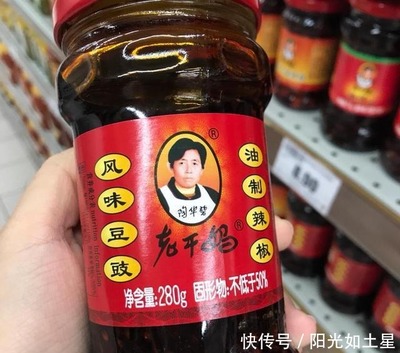 风味豆豉
油制辣椒
®
陶华碧
老干妈®
净含量:280g 固形物:不低于50%
快传号 / 阳光如土星